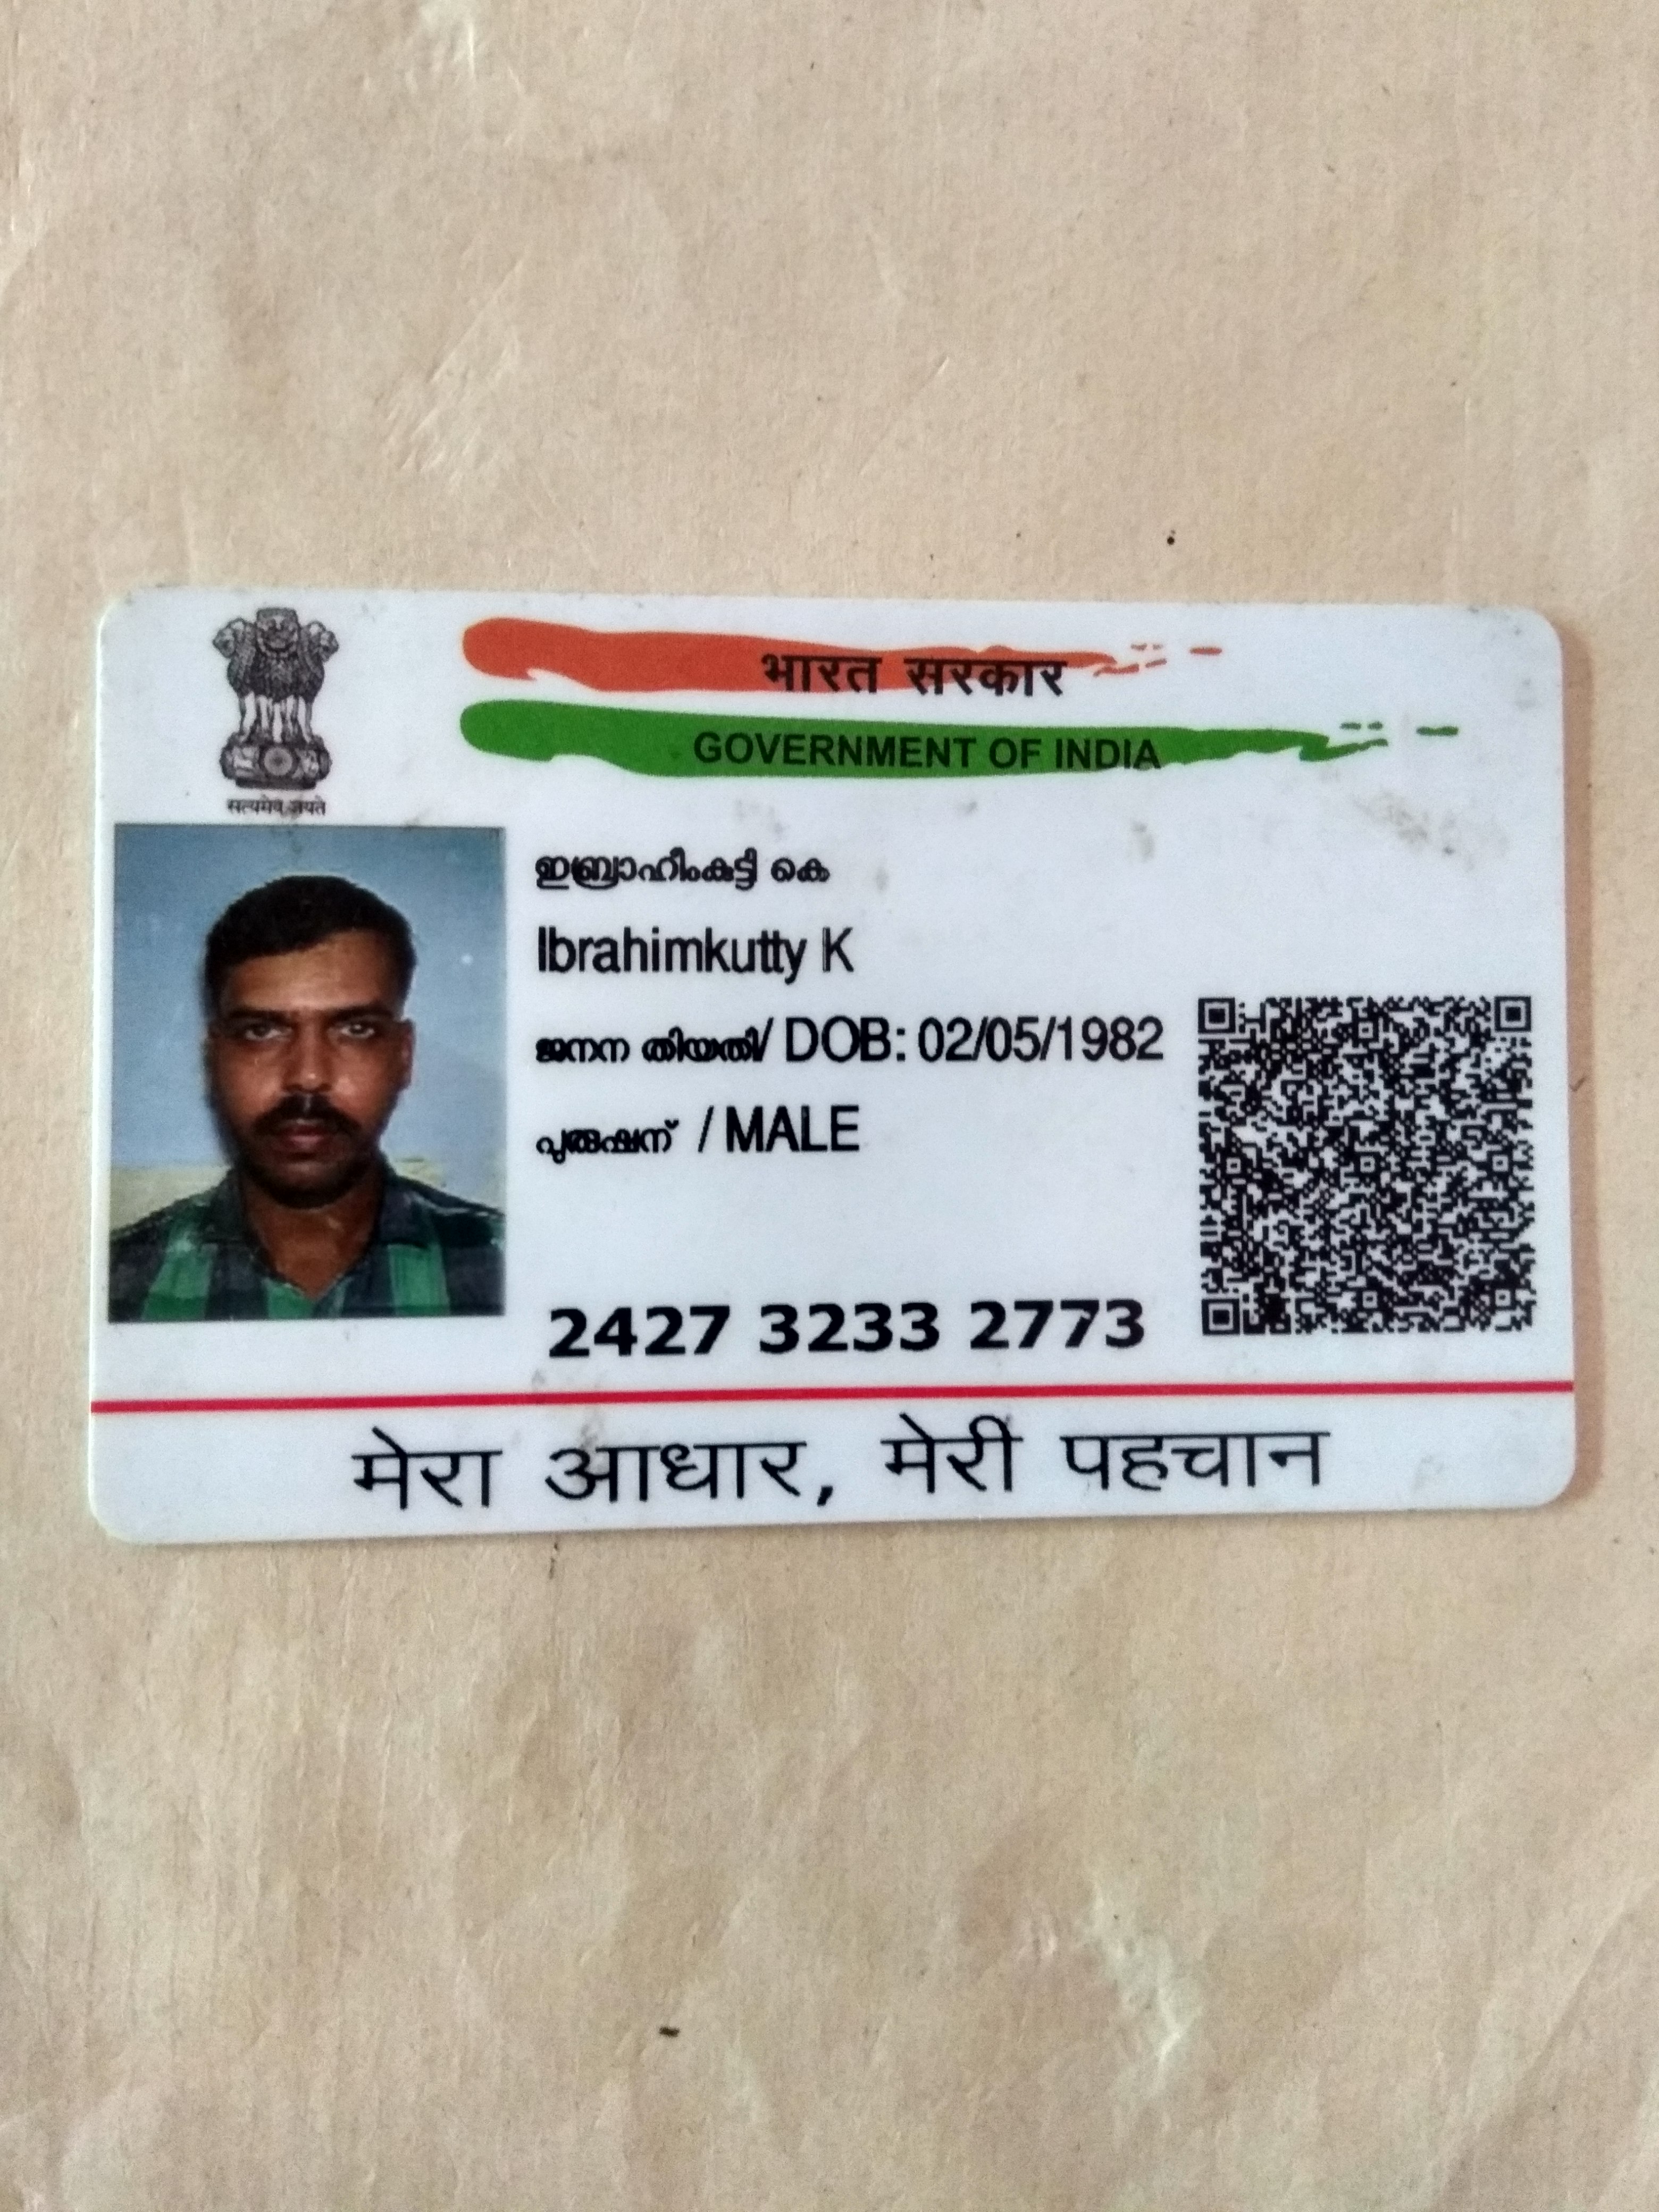 भारत सरकार
GOVERNMENT OF INDIA
सत्यमेव जयते
ഇബ്രാഹീംകുട്ടി കെ
Ibrahimkutty K
ജനന തിയതി/ DOB: 02/05/1982
പുരുഷന് / MALE
2427 3233 2773
मेरा आधार, मेरी पहचान